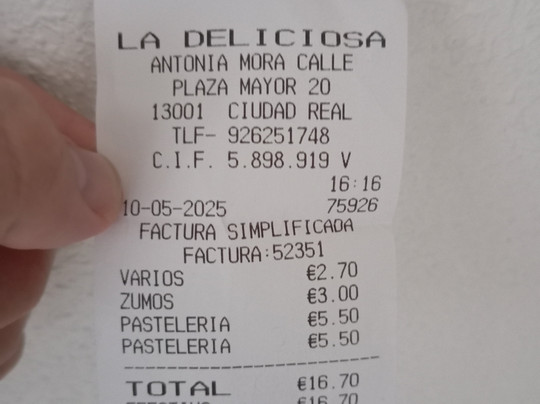 LA DELICIOSA
ANTONIA MORA CALLE
PLAZA MAYOR 20
13001 CIUDAD REAL
TLF- 926251748
C.I.F. 5.898.919 V
16:16
10-05-2025 75926
FACTURA SIMPLIFICADA
FACTURA:52351
VARIOS €2.70
ZUMOS €3.00
PASTELERIA €5.50
PASTELERIA €5.50
TOTAL €16.70
€16.70